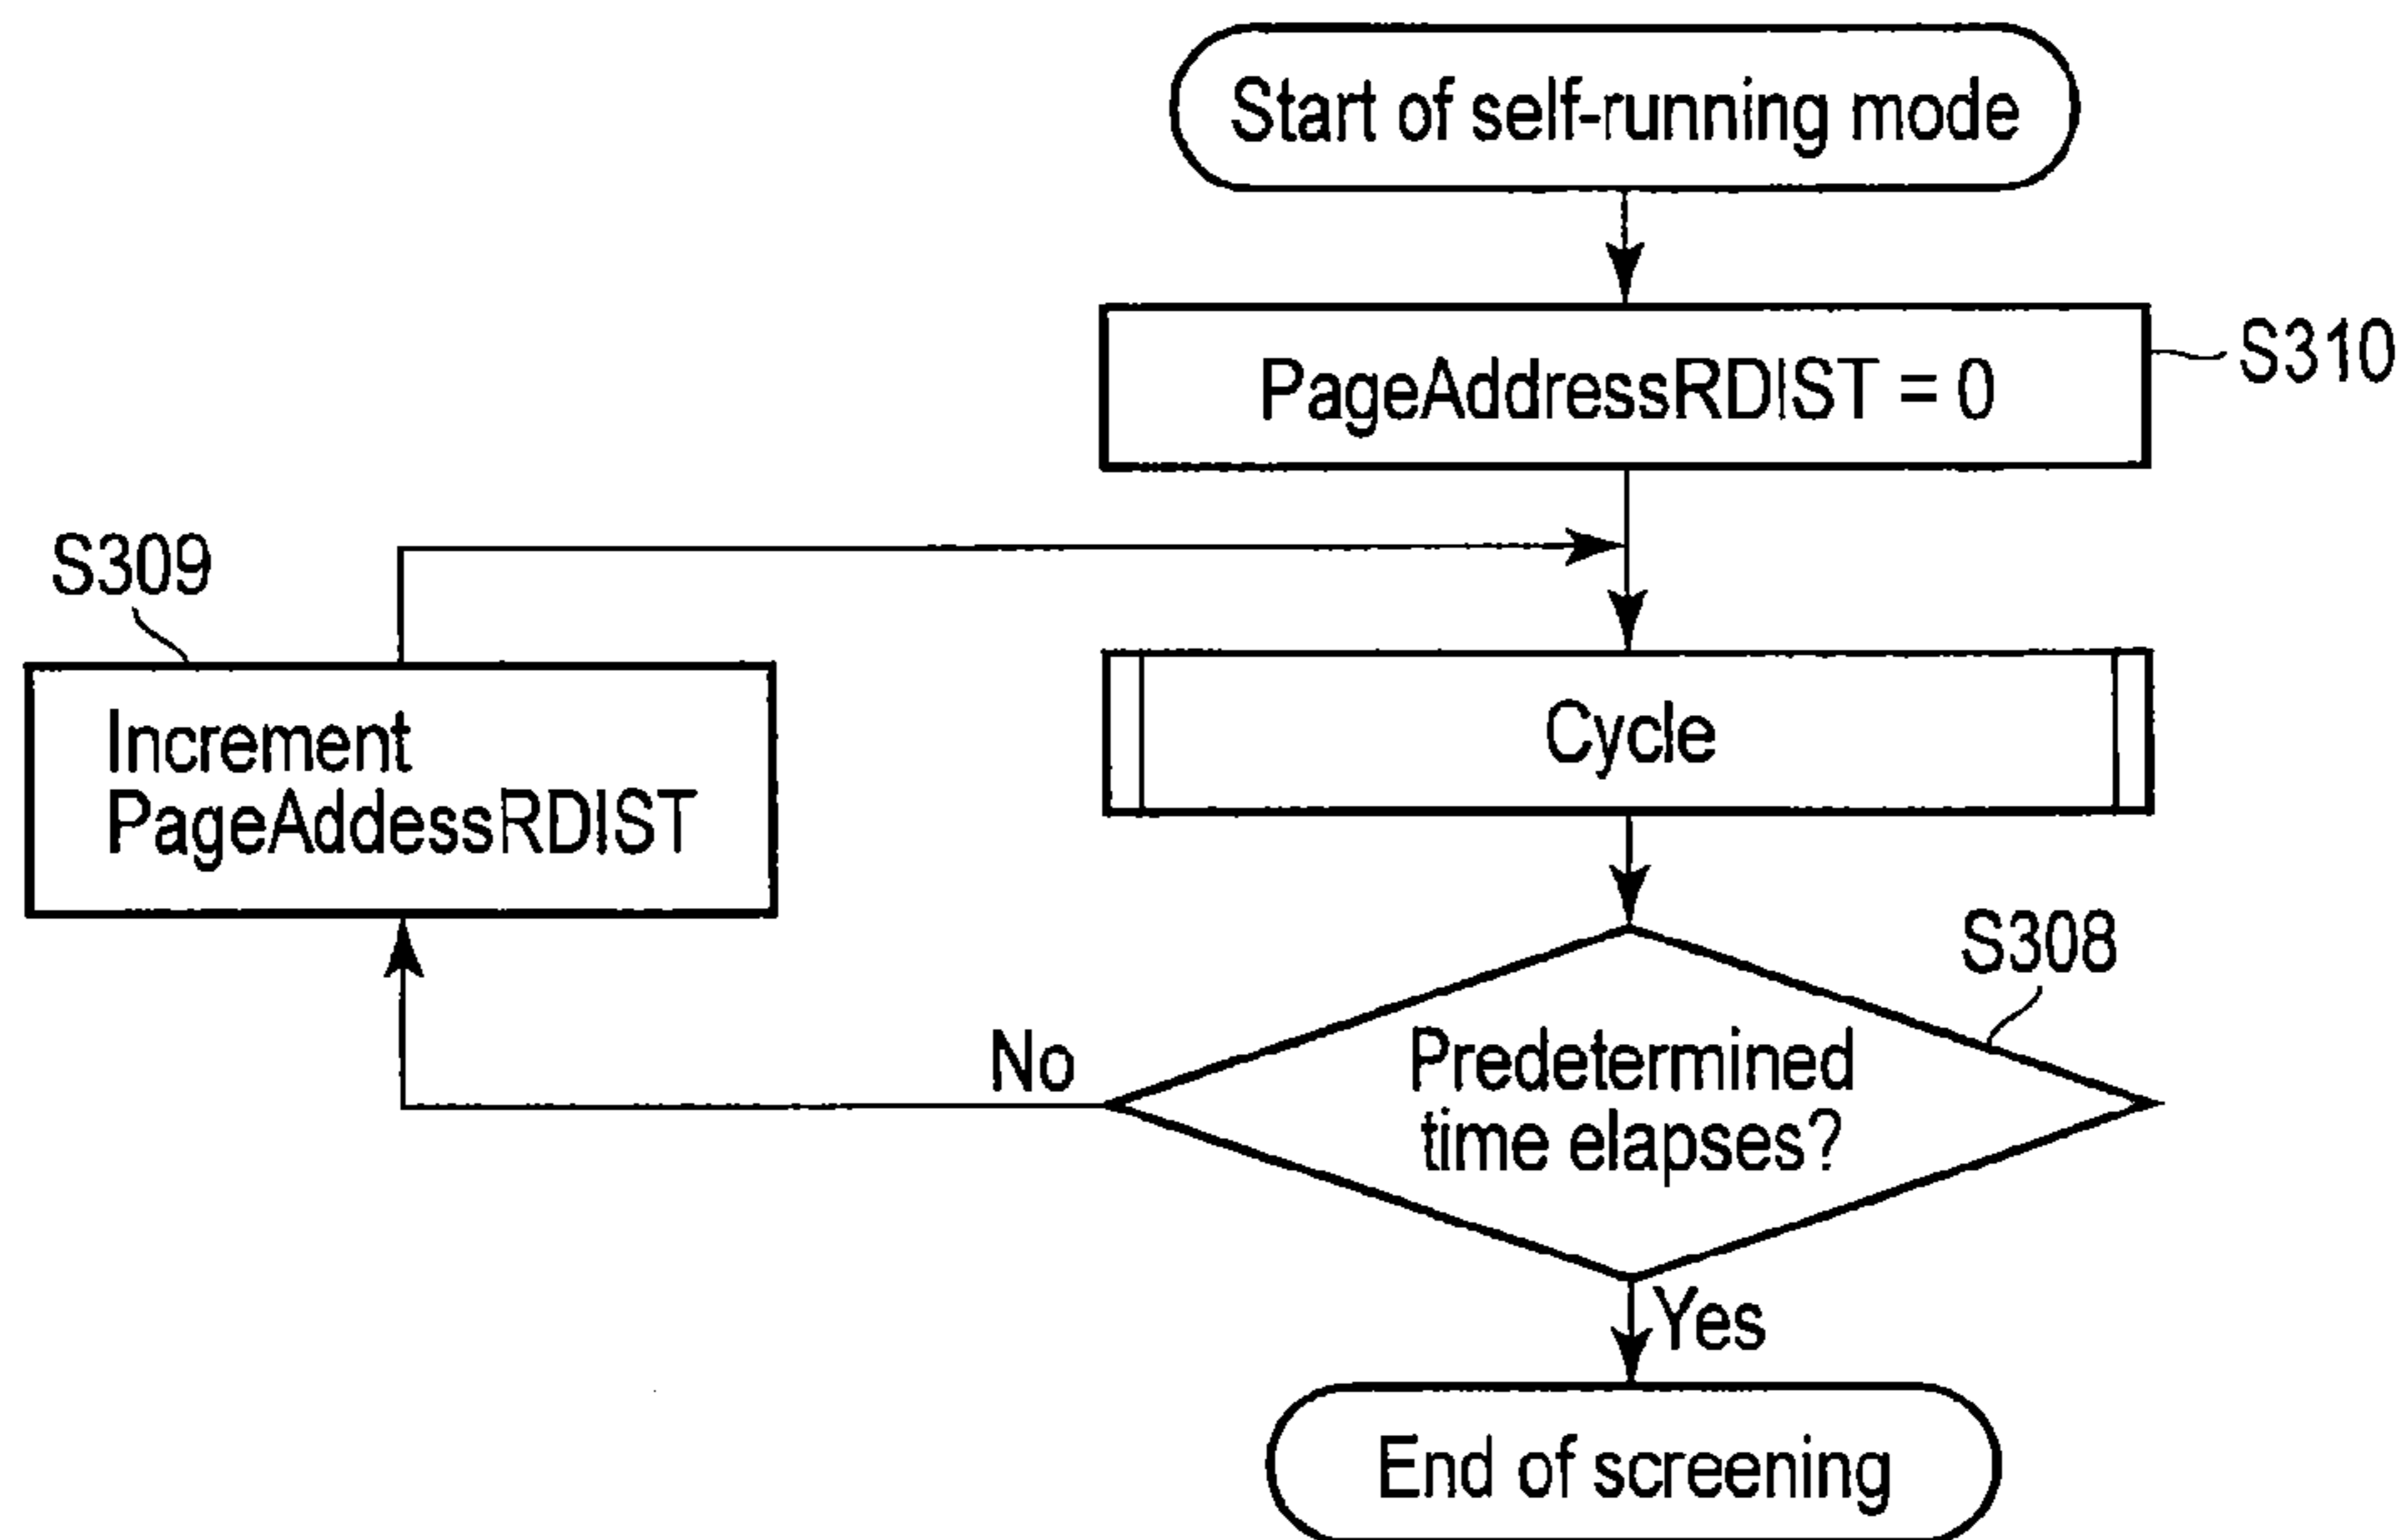 Start of self-running mode
PageAddressRDIST = 0
S310
S309
Increment
PageAddessRDIST
Cycle
S308
Predetermined
time elapses?
No
Yes
End of screening